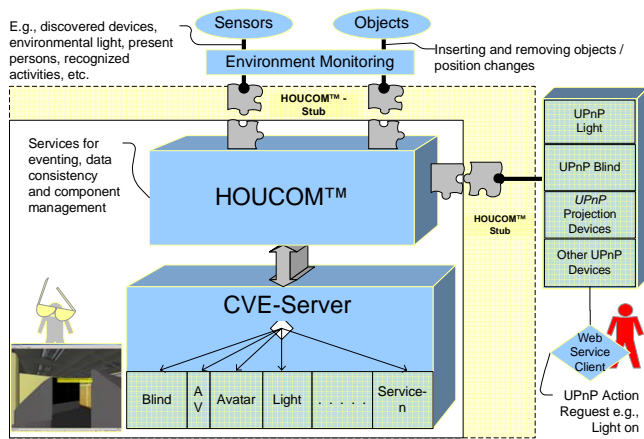 E.g., discovered devices,
environmental light, present
persons, recognized
activities, etc.
Sensors
Objects
Environment Monitoring
Inserting and removing objects /
position changes
HOUCOM™ -
Stub
Services for
eventing, data
consistency
and component
management
HOUCOM™
HOUCOM™
Stub
UPnP
Light
UPnP Blind
UPnP
Projection
Devices
Other UPnP
Devices
CVE-Server
Blind
A
V
Avatar
Light
. . . . .
Service-
n
Web
Service
Client
UPnP Action
Reguest e.g.,
Light on